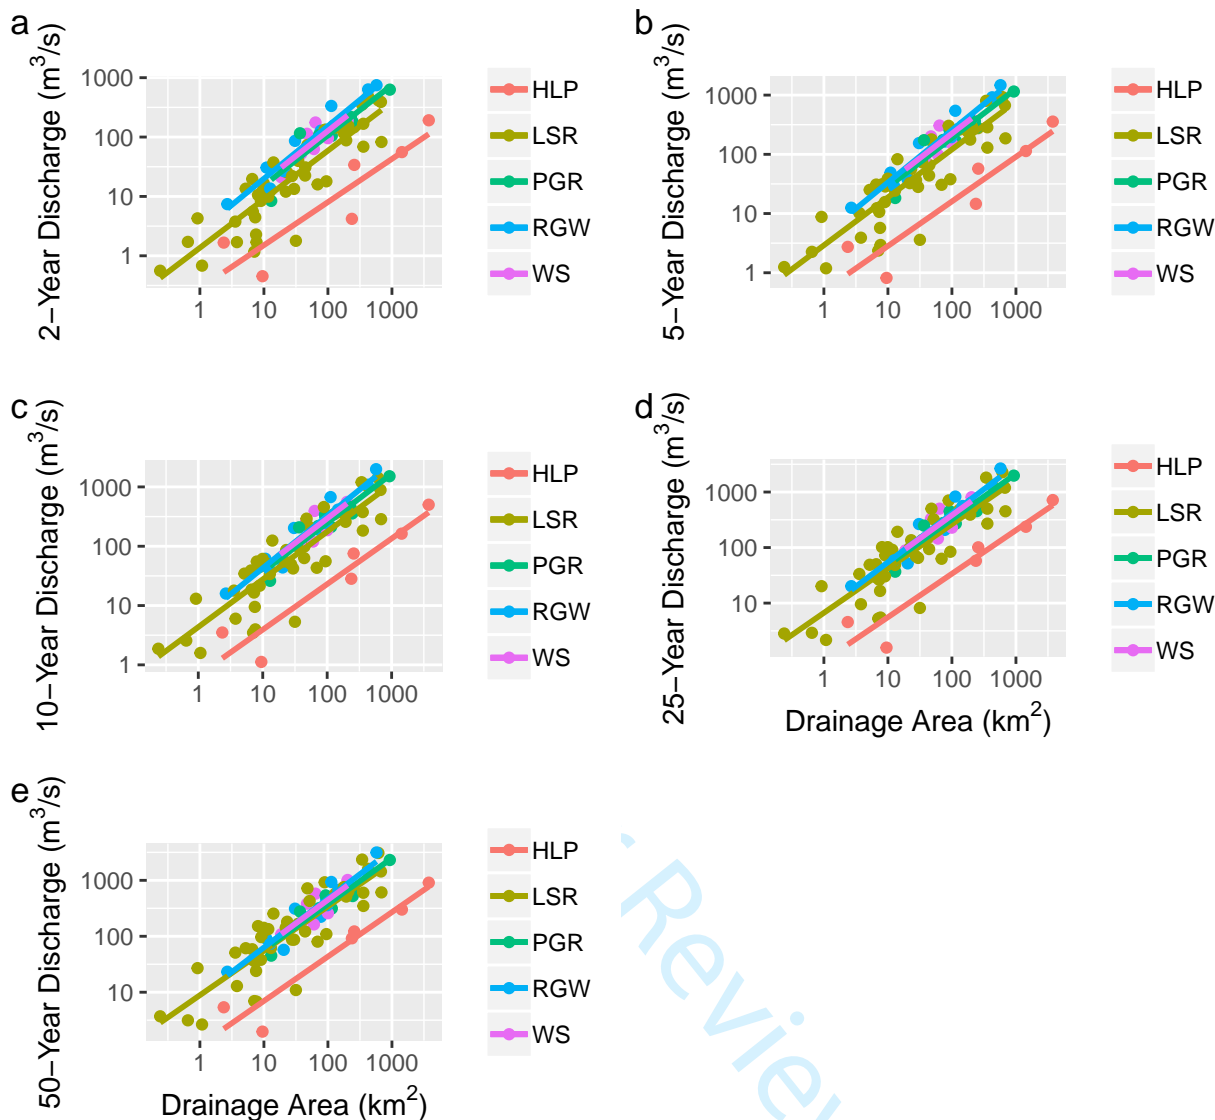 a
2−Year Discharge (m3/s)
1000
100
10
1
1 10 100 1000
HLP
LSR
PGR
RGW
WS
b
5−Year Discharge (m3/s)
1000
100
10
1
1 10 100 1000
HLP
LSR
PGR
RGW
WS
c
10−Year Discharge (m3/s)
1000
100
10
1
1 10 100 1000
HLP
LSR
PGR
RGW
WS
d
25−Year Discharge (m3/s)
1000
100
10
1 10 100 1000
Drainage Area (km2)
HLP
LSR
PGR
RGW
WS
e
50−Year Discharge (m3/s)
1000
100
10
1 10 100 1000
Drainage Area (km2)
HLP
LSR
PGR
RGW
WS